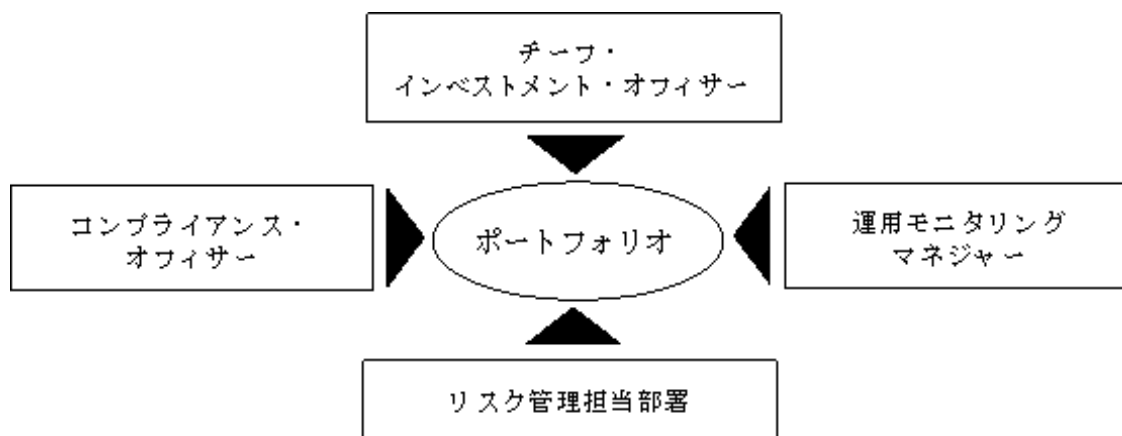 チーフ・
インベストメント・オフィサー
コンプライアンス・
オフィサー
ポートフォリオ
運用モニタリング
マネジャー
リスク管理担当部署